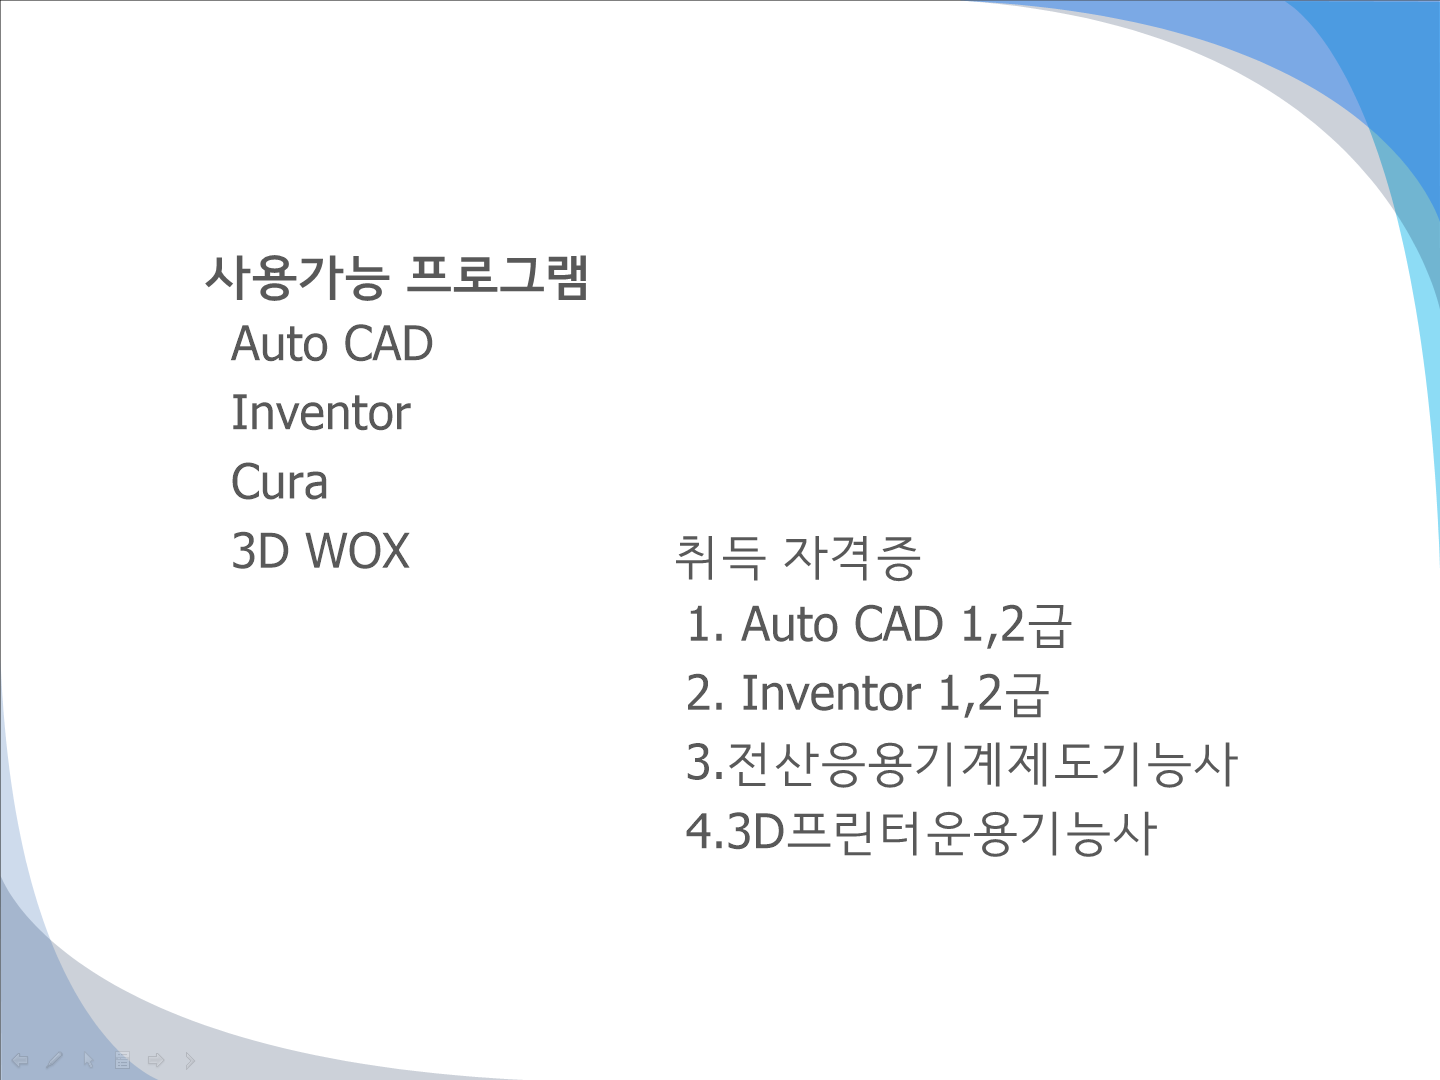 사용가능 프로그램
Auto CAD
Inventor
Cura
3D WOX
취득 자격증
1. Auto CAD 1,2급
2. Inventor 1,2급
3.전산응용기계제도기능사
4.3D프린터운용기능사